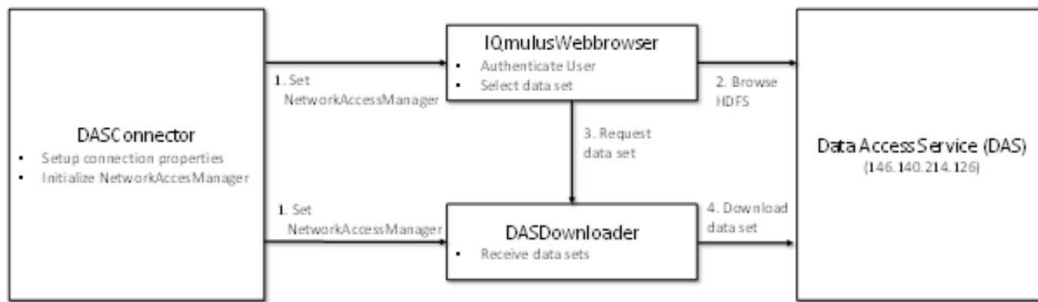 DASConnector
▪ Setup connection properties
▪ Initialize NetworkAccesManager
1. Set
NetworkAccessManager
1. Set
NetworkAccessManager
IQmulusWebbrowser
▪ Authenticate User
▪ Select data set
3. Request
data set
DASDownloader
▪ Receive data sets
2. Browse
HDFS
4. Download
data set
Data Access Service (DAS)
(146.140.214.126)